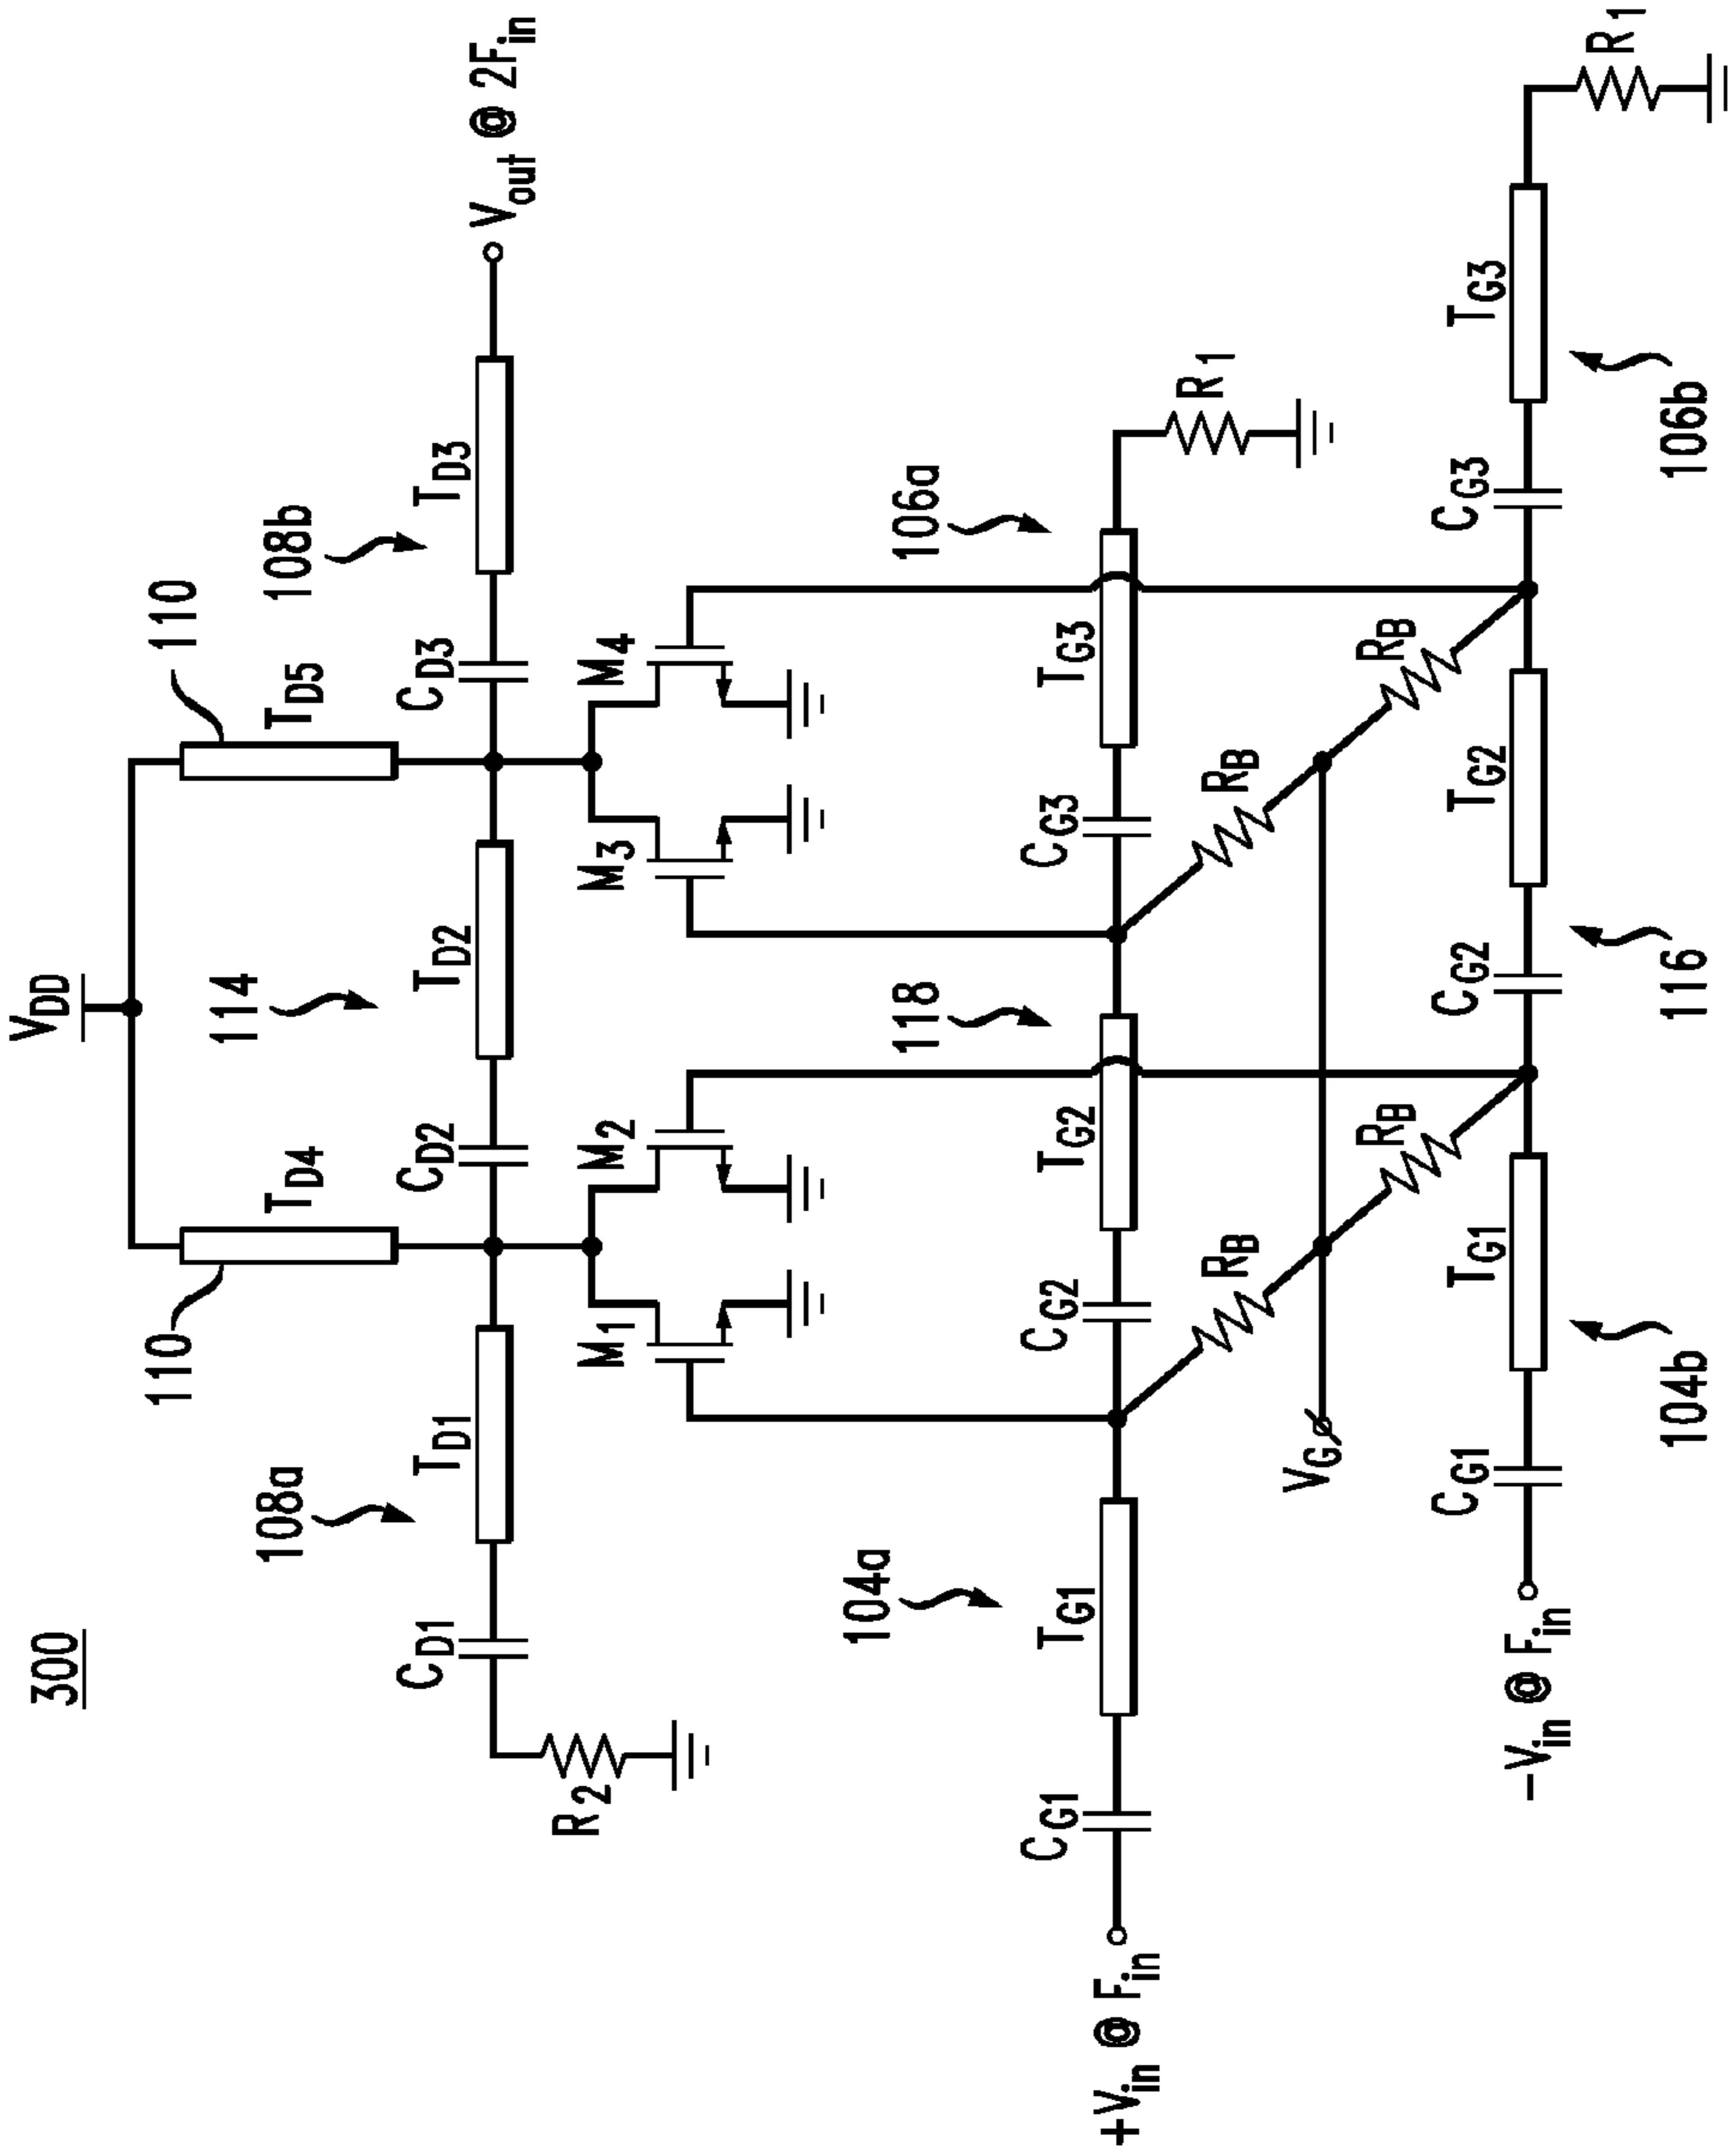 300
V_DD
110
110
T_D4
T_D5
108a
114
108b
C_D1
T_D1
C_D2
T_D2
C_D3
T_D3
V_out @ 2F_in
R_2
M_1
M_2
M_3
M_4
104a
118
106a
+V_in @ F_in
C_G1
T_G1
C_G2
T_G2
C_G3
T_G3
R_1
V_G
R_B
R_B
R_B
R_B
-V_in @ F_in
C_G1
T_G1
C_G2
T_G2
C_G3
T_G3
R_1
104b
116
106b